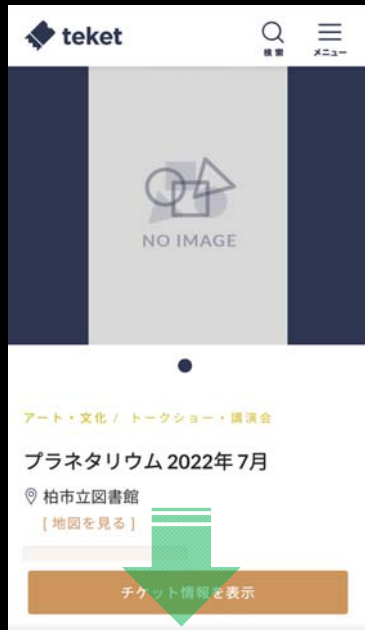 teket
検索
メニュー
NO IMAGE
アート・文化 / トークショー・講演会
プラネタリウム 2022年 7月
柏市立図書館
[ 地図を見る ]
チケット情報を表示